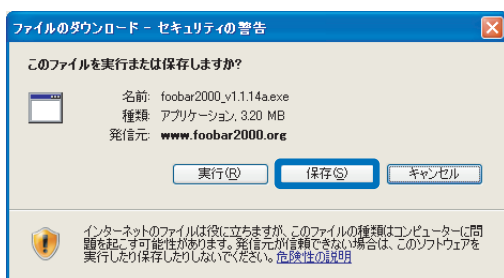 ファイルのダウンロード - セキュリティの警告
このファイルを実行または保存しますか?
名前: foobar2000_v1.1.14a.exe
種類: アプリケーション, 3.20 MB
発信元: www.foobar2000.org
実行(R) 保存(S) キャンセル
インターネットのファイルは役に立ちますが、このファイルの種類はコンピューターに問
題を起こす可能性があります。発信元が信頼できない場合は、このソフトウェアを
実行したり保存したりしないでください。危険性の説明